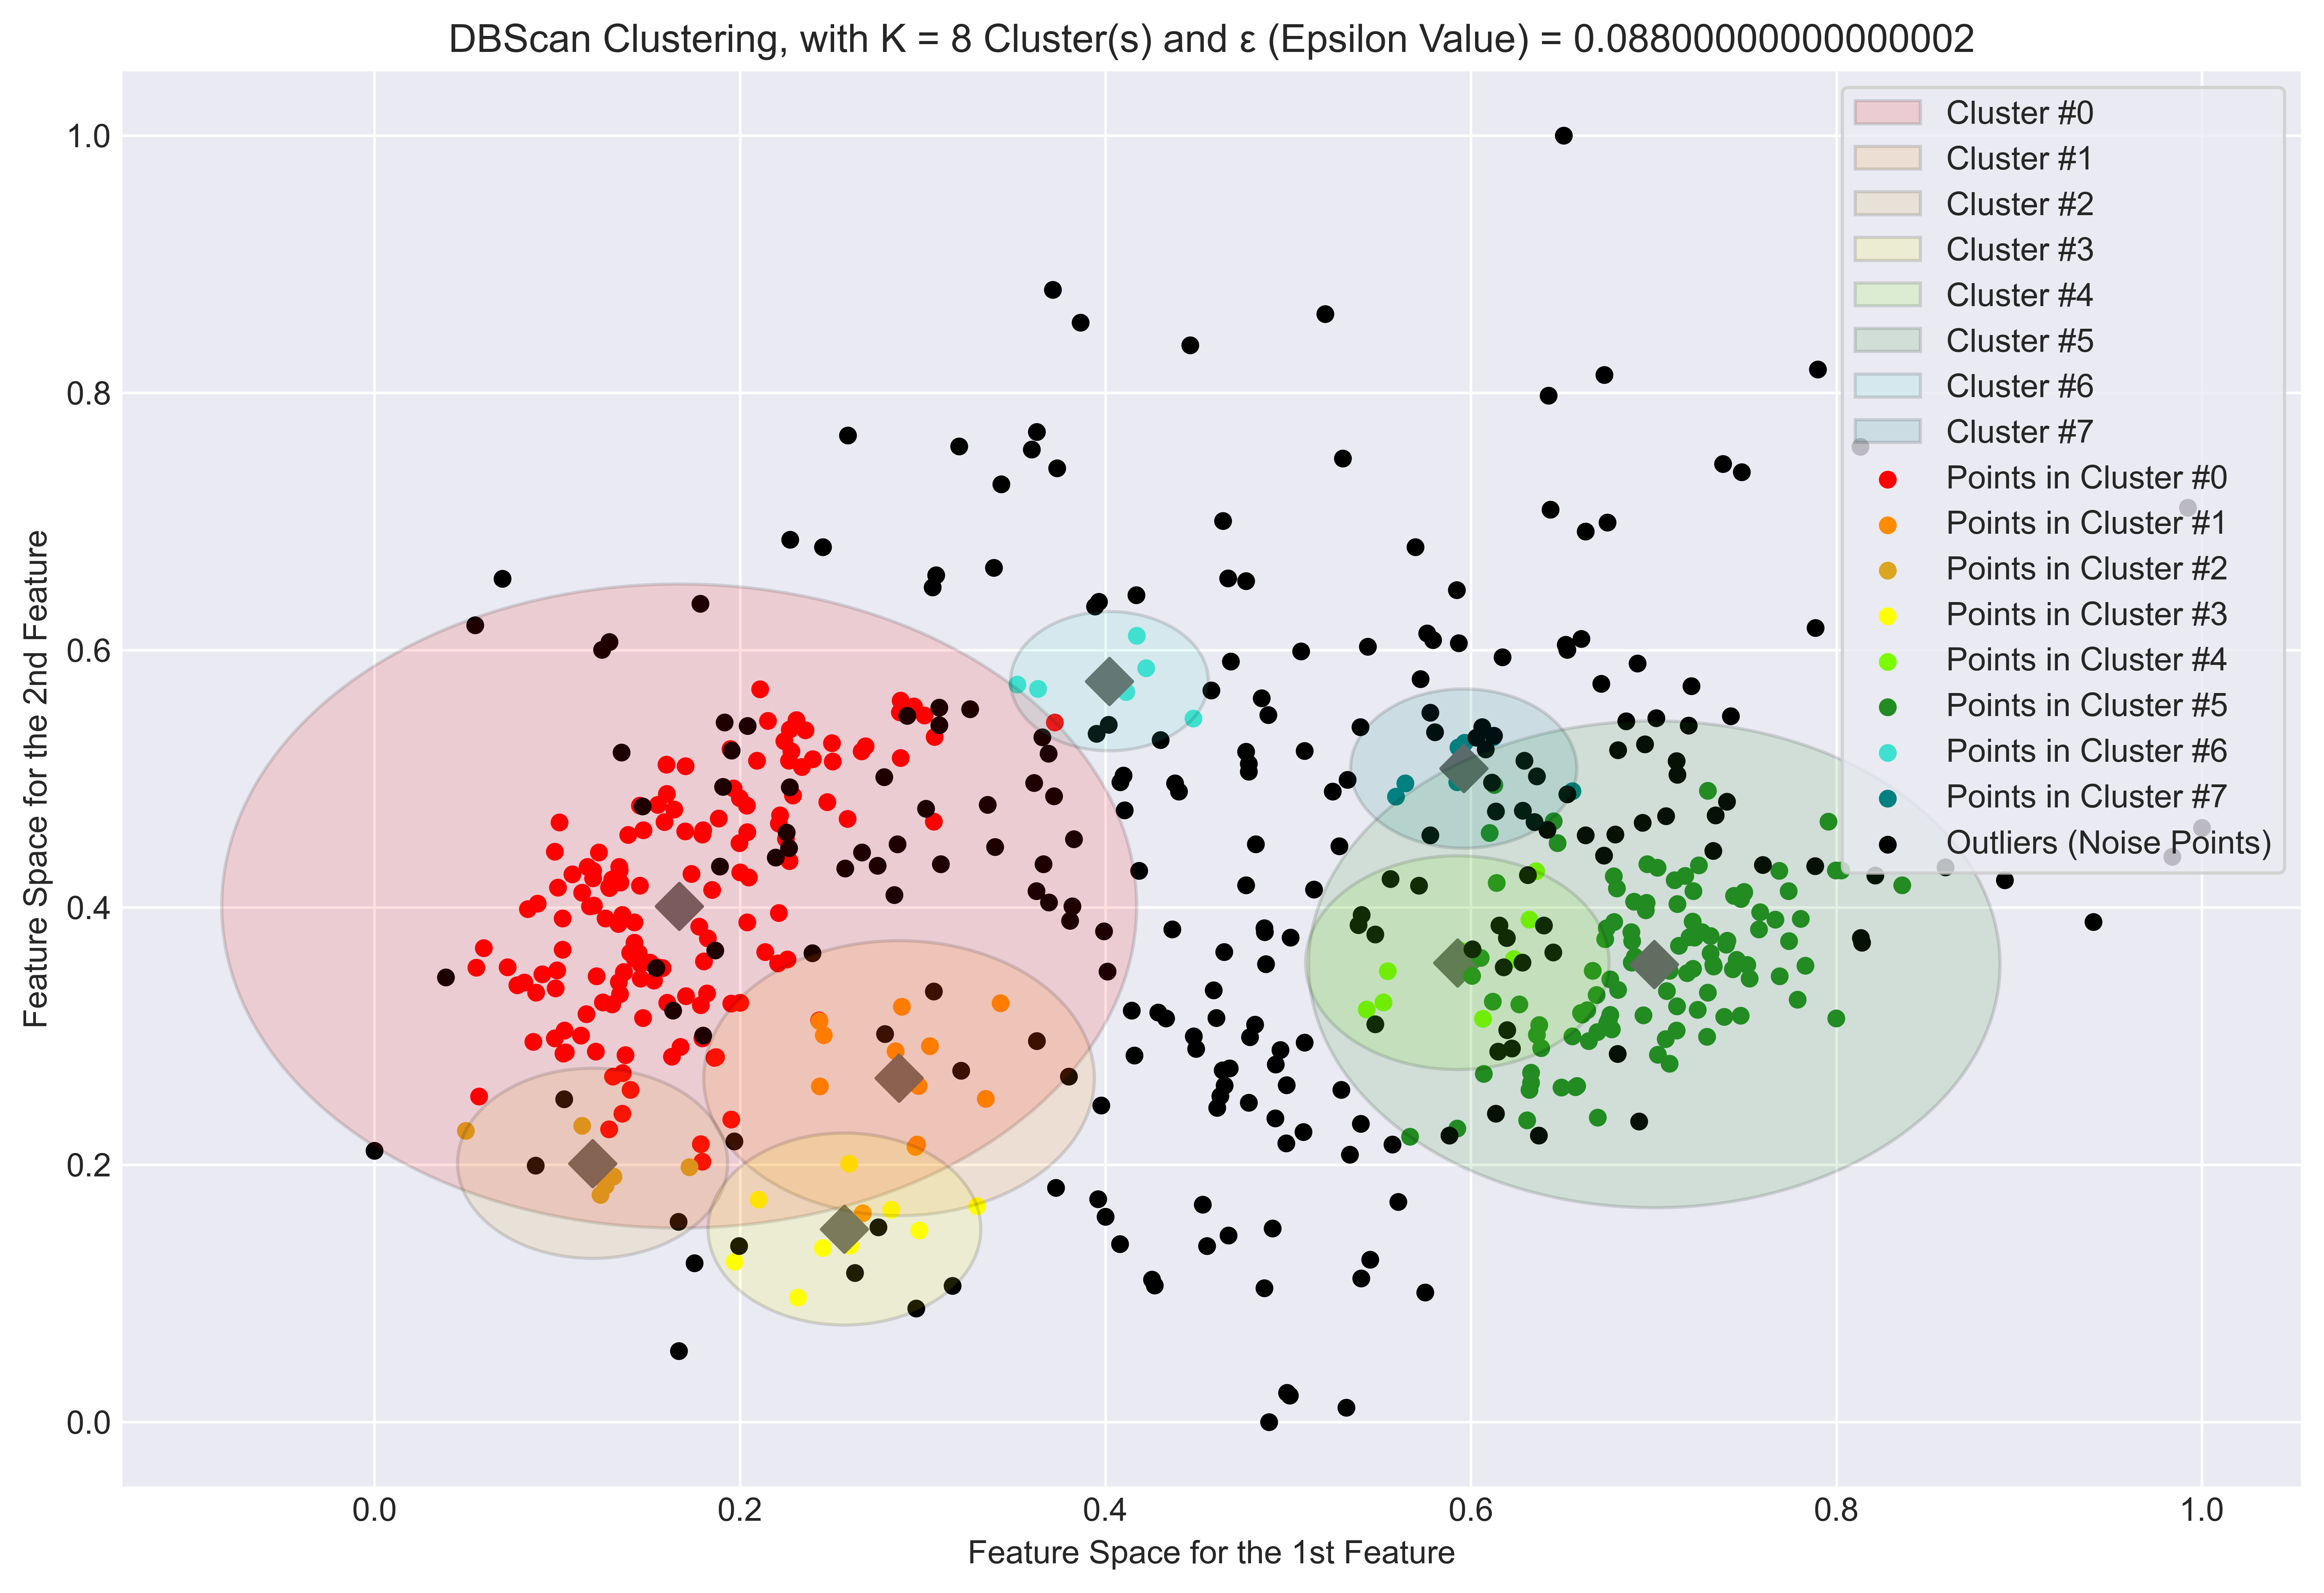 DBScan Clustering, with K = 8 Cluster(s) and ε (Epsilon Value) = 0.08800000000000002
Cluster #0
Cluster #1
Cluster #2
Cluster #3
Cluster #4
Cluster #5
Cluster #6
Cluster #7
Points in Cluster #0
Points in Cluster #1
Points in Cluster #2
Points in Cluster #3
Points in Cluster #4
Points in Cluster #5
Points in Cluster #6
Points in Cluster #7
Outliers (Noise Points)
Feature Space for the 2nd Feature
1.0
0.8
0.6
0.4
0.2
0.0
0.0 0.2 0.4 0.6 0.8 1.0
Feature Space for the 1st Feature